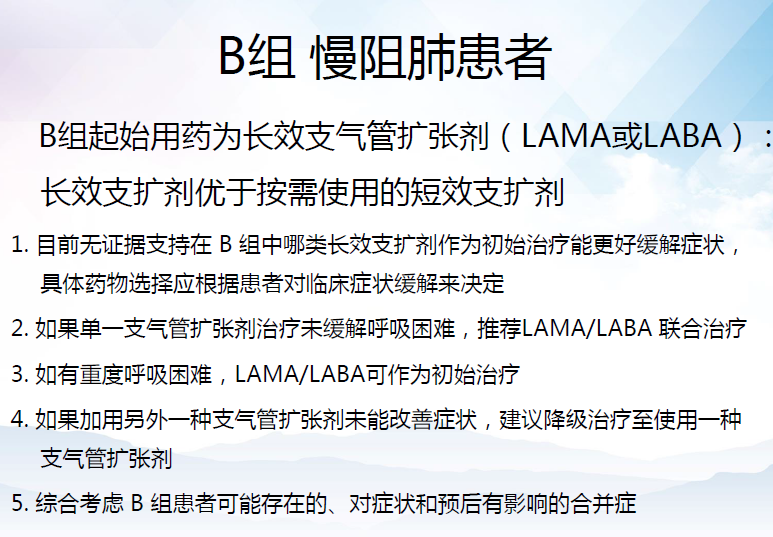 B组 慢阻肺患者
B组起始用药为长效支气管扩张剂（LAMA或LABA）：
长效支扩剂优于按需使用的短效支扩剂
1. 目前无证据支持在 B 组中哪类长效支扩剂作为初始治疗能更好缓解症状，
具体药物选择应根据患者对临床症状缓解来决定
2. 如果单一支气管扩张剂治疗未缓解呼吸困难，推荐LAMA/LABA 联合治疗
3. 如有重度呼吸困难，LAMA/LABA可作为初始治疗
4. 如果加用另外一种支气管扩张剂未能改善症状，建议降级治疗至使用一种
支气管扩张剂
5. 综合考虑 B 组患者可能存在的、对症状和预后有影响的合并症